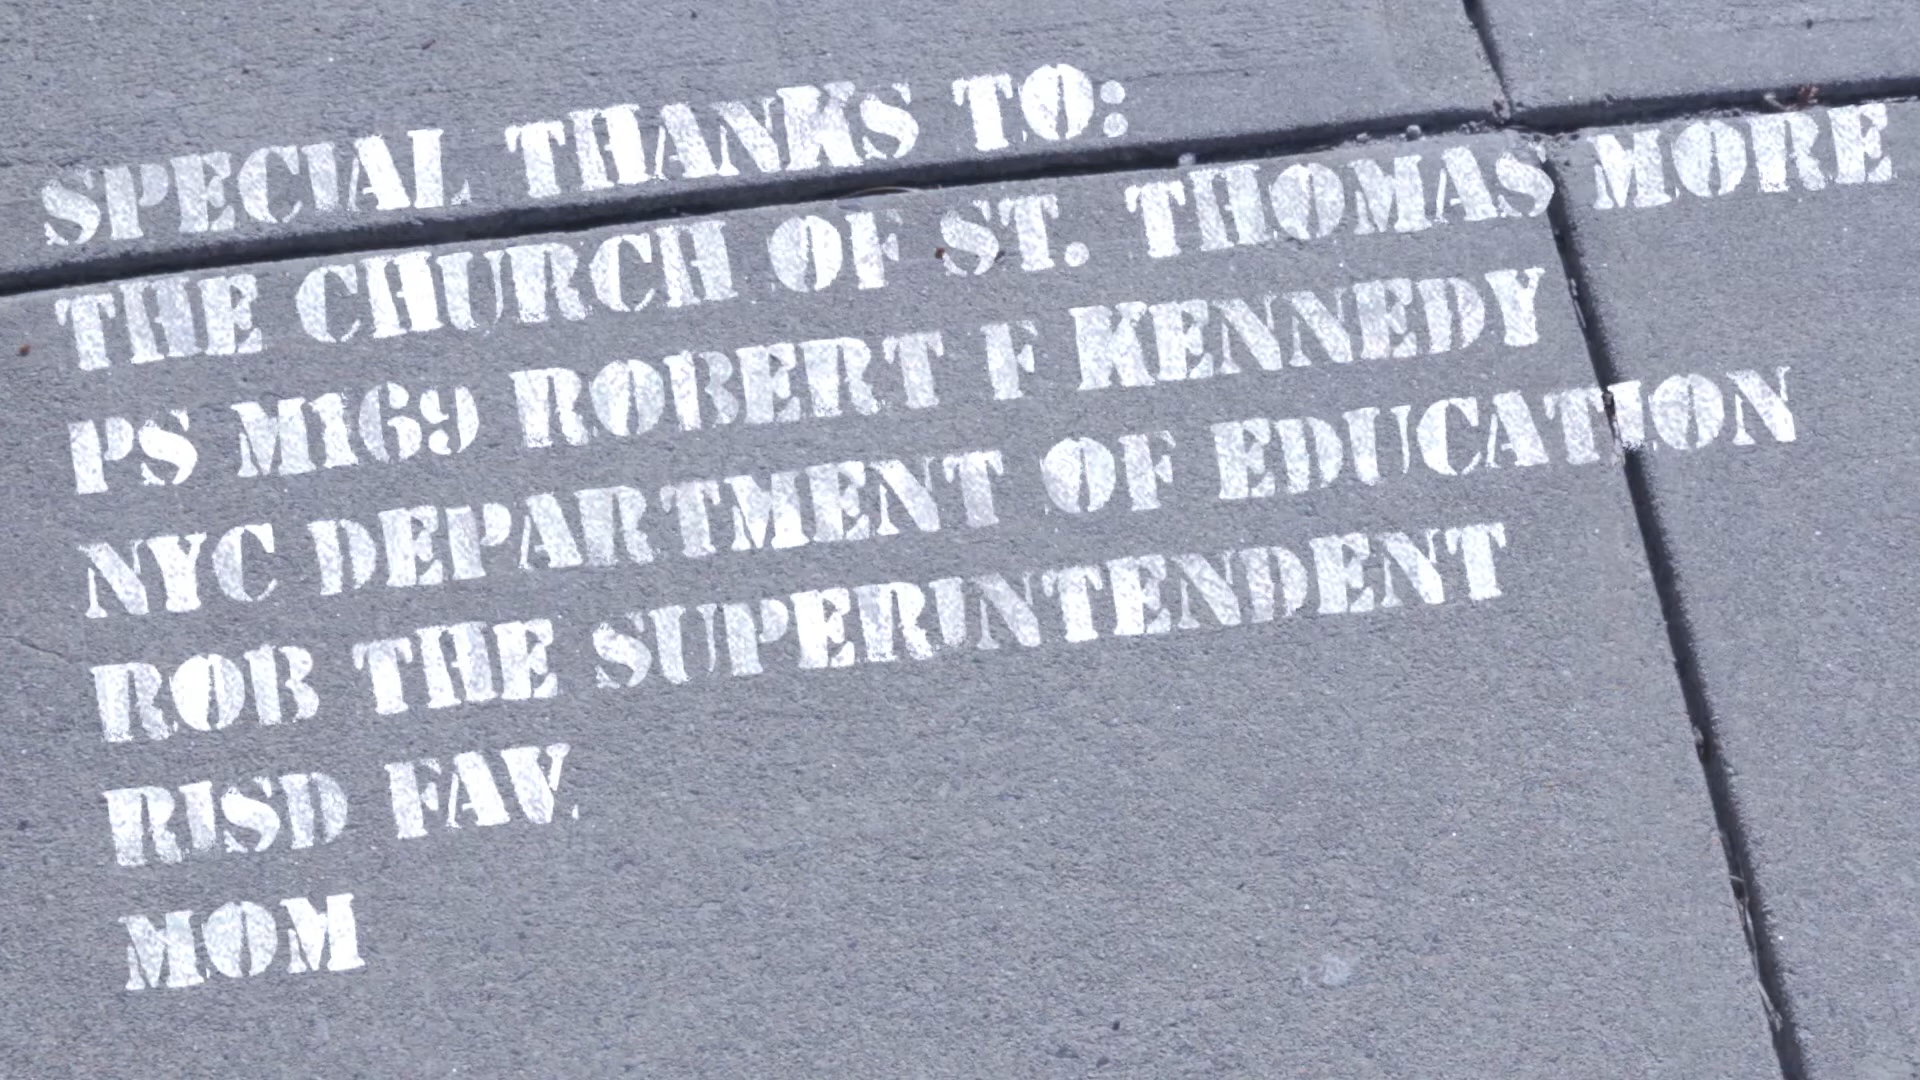 SPECIAL THANKS TO:
THE CHURCH OF ST. THOMAS MORE
PS M169 ROBERT F KENNEDY
NYC DEPARTMENT OF EDUCATION
ROB THE SUPERINTENDENT
RISD FAV.
MOM